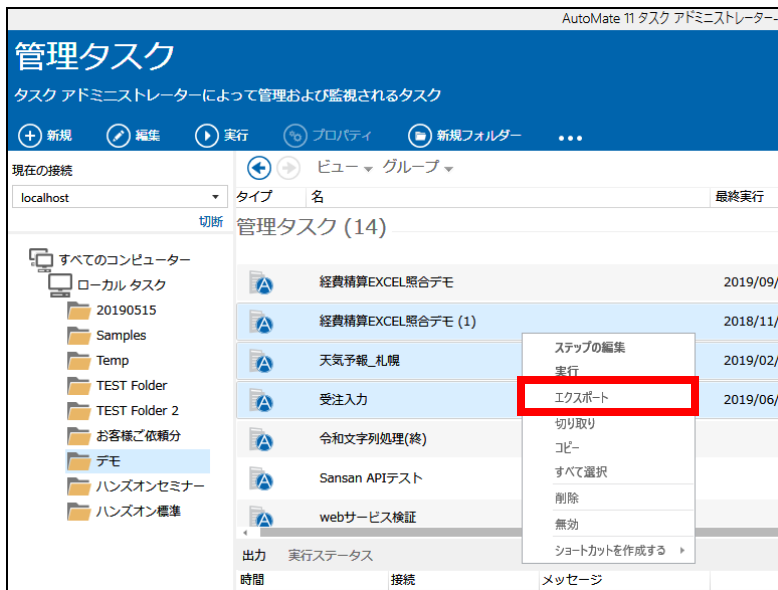 AutoMate 11 タスク アドミニストレーター-
管理タスク
タスク アドミニストレーターによって管理および監視されるタスク
新規 編集 実行 プロパティ 新規フォルダー •••
現在の接続
localhost
切断
すべてのコンピューター
ローカル タスク
20190515
Samples
Temp
TEST Folder
TEST Folder 2
お客様ご依頼分
デモ
ハンズオンセミナー
ハンズオン標準
ビュー グループ
タイプ 名 最終実行
管理タスク (14)
経費精算EXCEL照合デモ 2019/09/
経費精算EXCEL照合デモ (1) 2018/11/
天気予報_札幌 2019/02/
受注入力 2019/06/
令和文字列処理(終)
Sansan APIテスト
webサービス検証
ステップの編集
実行
エクスポート
切り取り
コピー
すべて選択
削除
無効
ショートカットを作成する
出力 実行ステータス
時間 接続 メッセージ